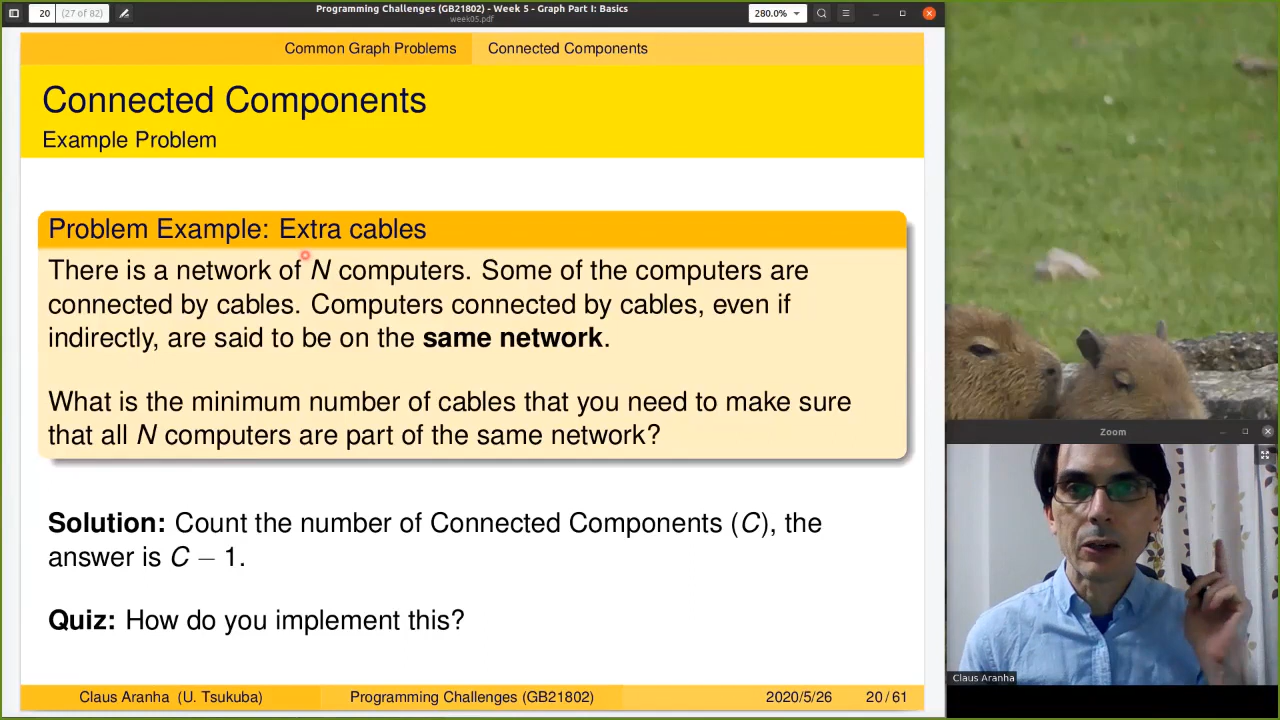 20 (27 of 82)
Programming Challenges (GB21802) - Week 5 - Graph Part I: Basics
week05.pdf
280.0%
Common Graph Problems Connected Components
Connected Components
Example Problem
Problem Example: Extra cables
There is a network of N computers. Some of the computers are
connected by cables. Computers connected by cables, even if
indirectly, are said to be on the same network.
What is the minimum number of cables that you need to make sure
that all N computers are part of the same network?
Solution: Count the number of Connected Components (C), the
answer is C − 1.
Quiz: How do you implement this?
Claus Aranha (U. Tsukuba) Programming Challenges (GB21802) 2020/5/26 20/61
Zoom
Claus Aranha